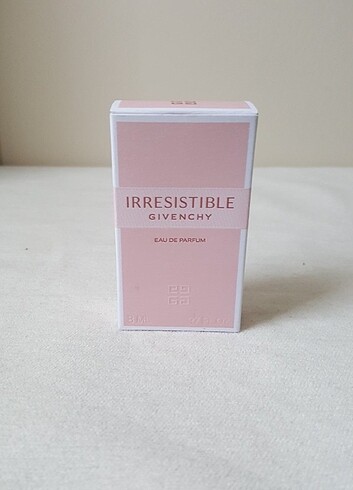 IRRESISTIBLE
GIVENCHY
EAU DE PARFUM